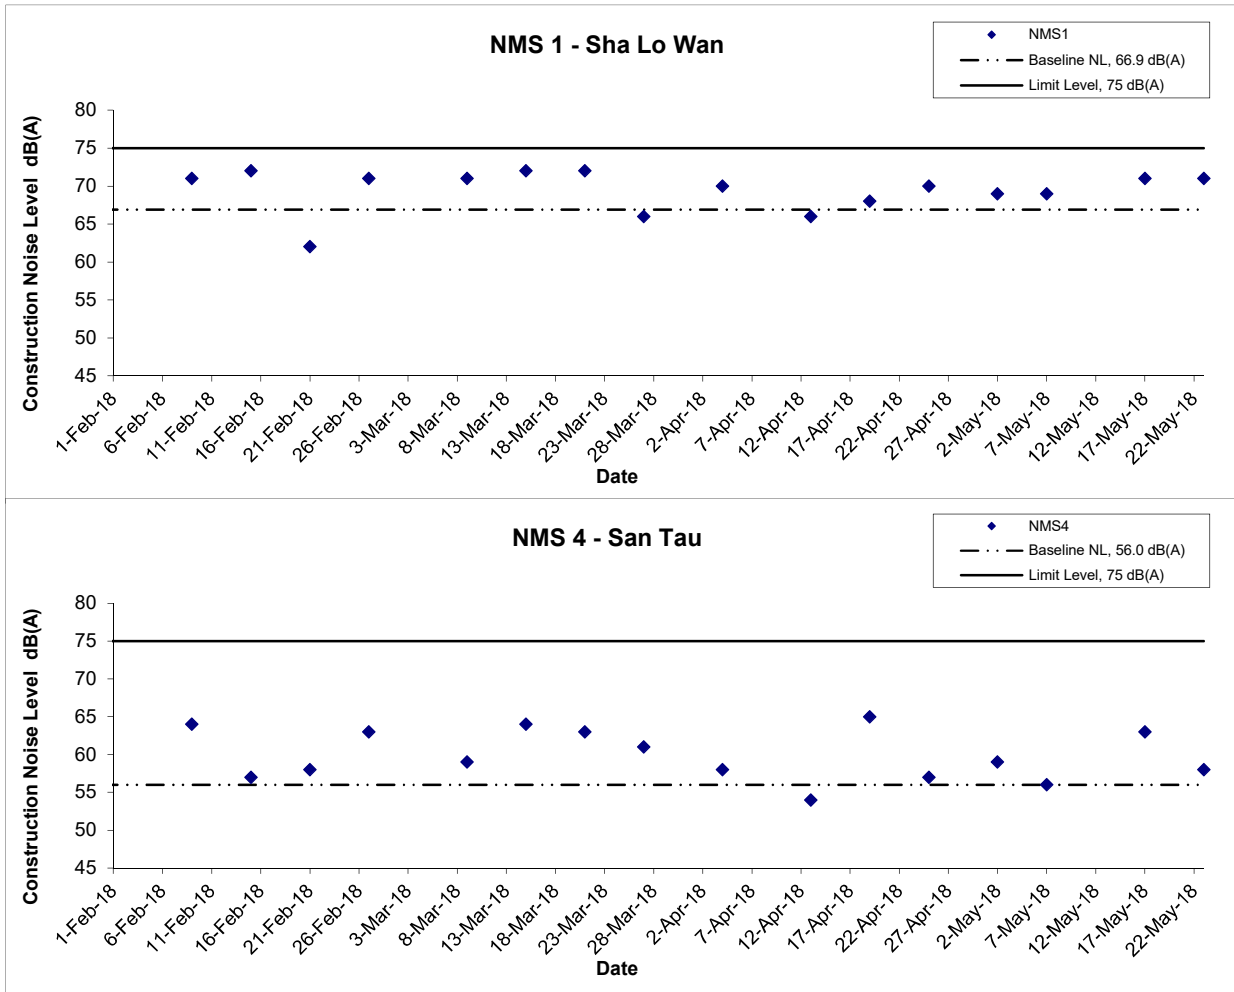 NMS 1 - Sha Lo Wan
NMS1
Baseline NL, 66.9 dB(A)
Limit Level, 75 dB(A)
Construction Noise Level dB(A)
80
75
70
65
60
55
50
45
1-Feb-18
6-Feb-18
11-Feb-18
16-Feb-18
21-Feb-18
26-Feb-18
3-Mar-18
8-Mar-18
13-Mar-18
18-Mar-18
23-Mar-18
28-Mar-18
2-Apr-18
7-Apr-18
12-Apr-18
17-Apr-18
22-Apr-18
27-Apr-18
2-May-18
7-May-18
12-May-18
17-May-18
22-May-18
Date
NMS 4 - San Tau
NMS4
Baseline NL, 56.0 dB(A)
Limit Level, 75 dB(A)
Construction Noise Level dB(A)
80
75
70
65
60
55
50
45
1-Feb-18
6-Feb-18
11-Feb-18
16-Feb-18
21-Feb-18
26-Feb-18
3-Mar-18
8-Mar-18
13-Mar-18
18-Mar-18
23-Mar-18
28-Mar-18
2-Apr-18
7-Apr-18
12-Apr-18
17-Apr-18
22-Apr-18
27-Apr-18
2-May-18
7-May-18
12-May-18
17-May-18
22-May-18
Date